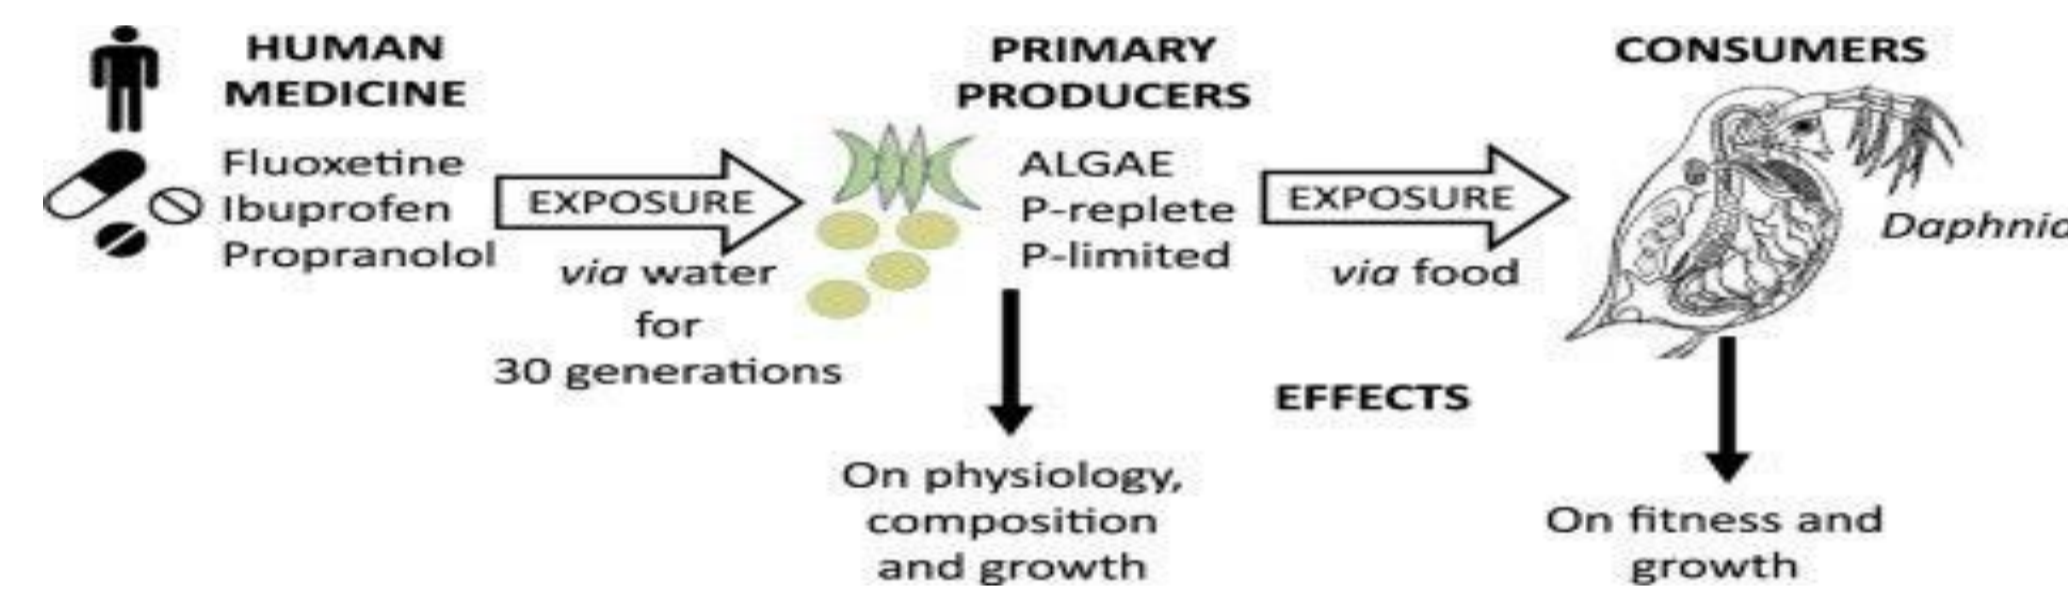 HUMAN
MEDICINE
Fluoxetine
Ibuprofen
Propranolol
EXPOSURE
via water
for
30 generations
PRIMARY
PRODUCERS
ALGAE
P-replete
P-limited
EXPOSURE
via food
CONSUMERS
EFFECTS
On physiology,
composition
and growth
On fitness and
growth